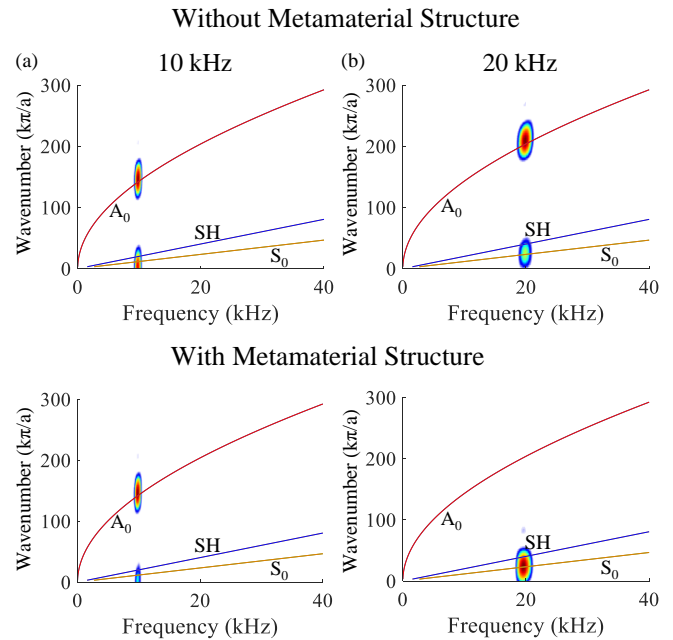 Without Metamaterial Structure
(a) 10 kHz (b) 20 kHz
Wavenumber (kπ/a)
300
200
100
0
A0
SH
S0
0 20 40
Frequency (kHz)
Wavenumber (kπ/a)
300
200
100
0
A0
SH
S0
0 20 40
Frequency (kHz)
With Metamaterial Structure
Wavenumber (kπ/a)
300
200
100
0
A0
SH
S0
0 20 40
Frequency (kHz)
Wavenumber (kπ/a)
300
200
100
0
A0
SH
S0
0 20 40
Frequency (kHz)